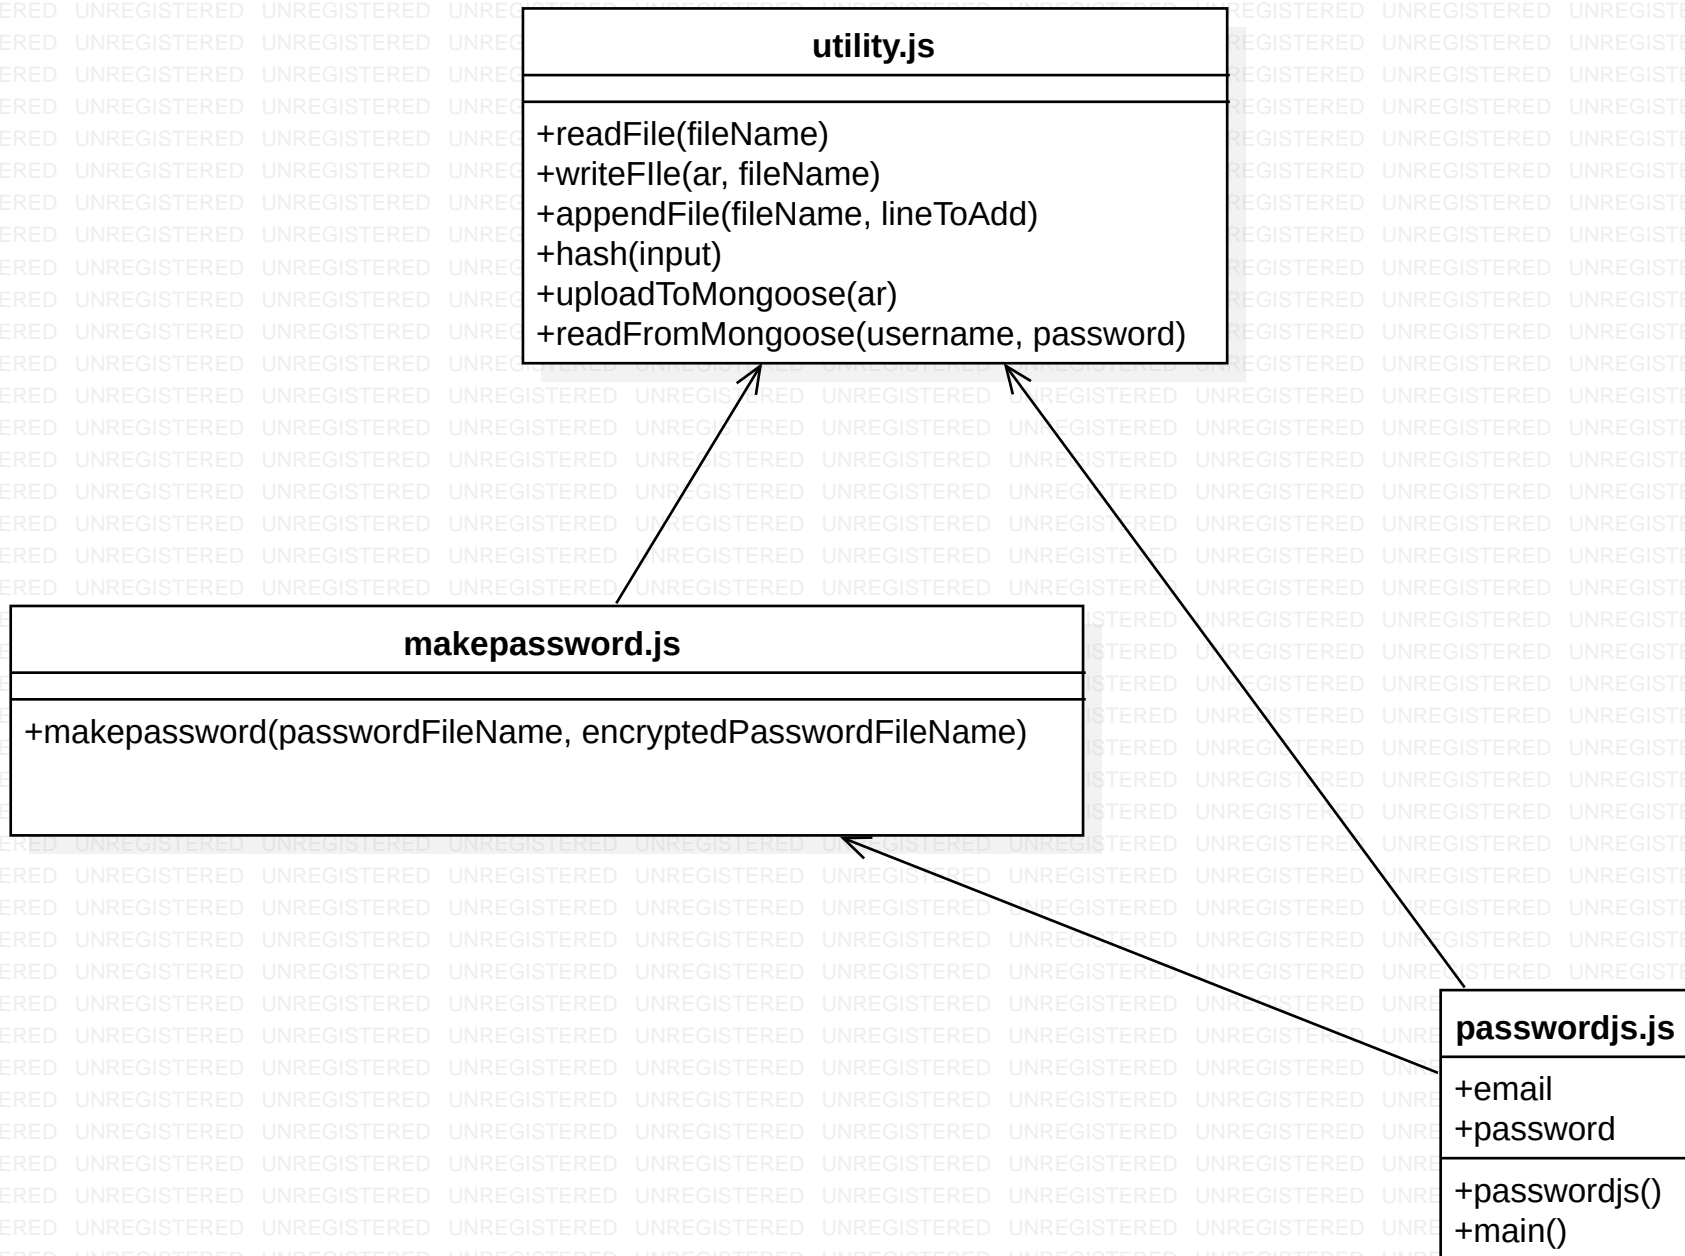 utility.js
+readFile(fileName)
+writeFIle(ar, fileName)
+appendFile(fileName, lineToAdd)
+hash(input)
+uploadToMongoose(ar)
+readFromMongoose(username, password)
makepassword.js
+makepassword(passwordFileName, encryptedPasswordFileName)
passwordjs.js
+email
+password
+passwordjs()
+main()
UNREGISTERED